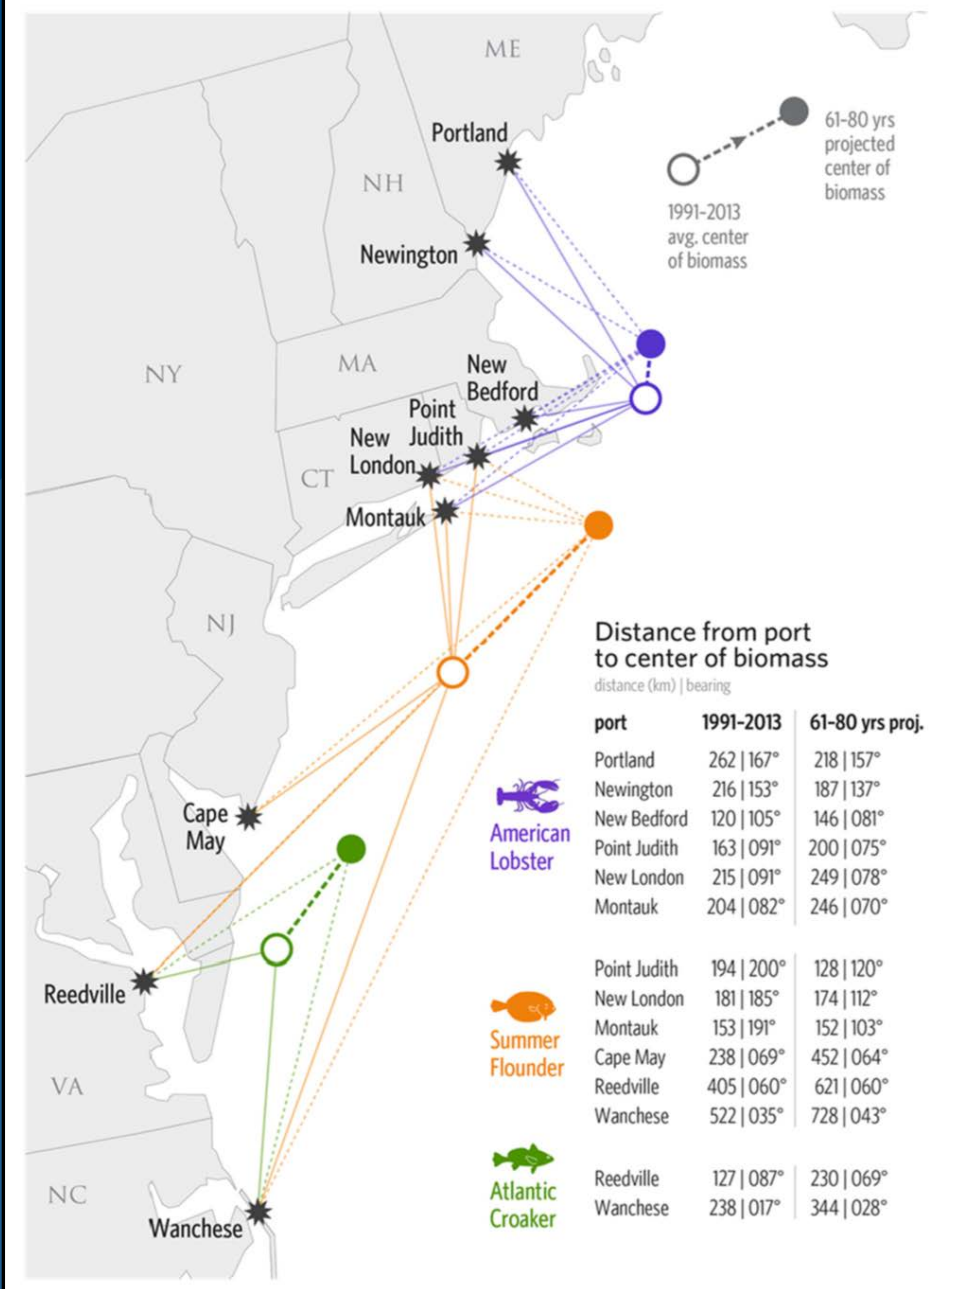 ME
Portland
61-80 yrs
projected
center of
biomass
NH
1991-2013
avg. center
of biomass
Newington
NY
MA
New
Bedford
Point
Judith
New
London
CT
Montauk
NJ
Distance from port
to center of biomass
distance (km) | bearing
port 1991-2013 61-80 yrs proj.
American
Lobster
Portland 262 | 167° 218 | 157°
Newington 216 | 153° 187 | 137°
New Bedford 120 | 105° 146 | 081°
Point Judith 163 | 091° 200 | 075°
New London 215 | 091° 249 | 078°
Montauk 204 | 082° 246 | 070°
Cape
May
Summer
Flounder
Point Judith 194 | 200° 128 | 120°
New London 181 | 185° 174 | 112°
Montauk 153 | 191° 152 | 103°
Cape May 238 | 069° 452 | 064°
Reedville 405 | 060° 621 | 060°
Wanchese 522 | 035° 728 | 043°
Reedville
VA
Atlantic
Croaker
Reedville 127 | 087° 230 | 069°
Wanchese 238 | 017° 344 | 028°
NC
Wanchese